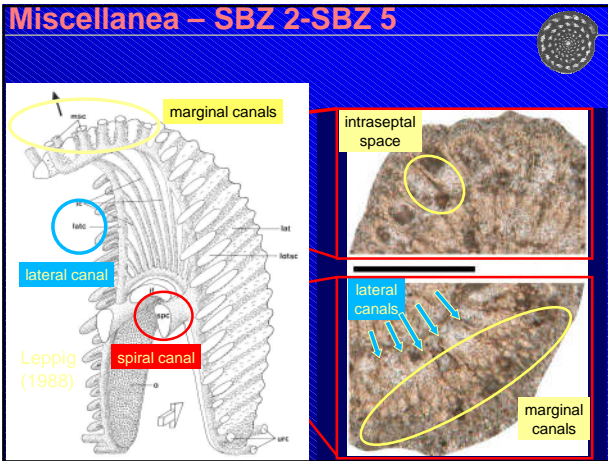 Miscellanea – SBZ 2-SBZ 5
marginal canals
msc
latc
lateral canal
lat
latsc
spc
spiral canal
Leppig
(1988)
o
urc
intraseptal
space
lateral
canals
marginal
canals